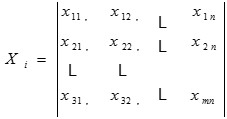 x₁₁ , x₁₂ , L x₁ₙ
x₂₁ , x₂₂ , L x₂ₙ
X ᵢ =
L L
x₃₁ , x₃₂ , L xₘₙ